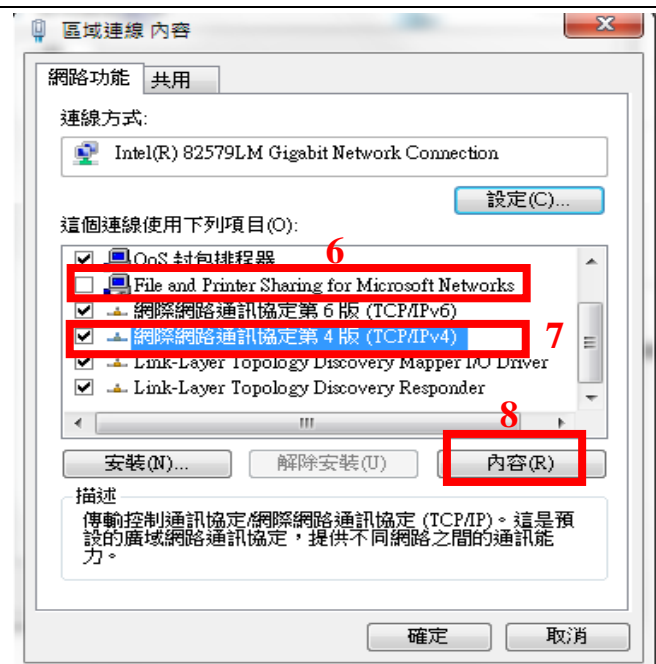 區域連線 內容
網路功能 共用
連線方式:
Intel(R) 82579LM Gigabit Network Connection
設定(C)...
這個連線使用下列項目(O):
QoS 封包排程器
6
File and Printer Sharing for Microsoft Networks
網際網路通訊協定第 6 版 (TCP/IPv6)
網際網路通訊協定第 4 版 (TCP/IPv4)
7
Link-Layer Topology Discovery Mapper I/O Driver
Link-Layer Topology Discovery Responder
8
安裝(N)... 解除安裝(U) 內容(R)
描述
傳輸控制通訊協定/網際網路通訊協定 (TCP/IP)。這是預
設的廣域網路通訊協定,提供不同網路之間的通訊能
力。
確定 取消